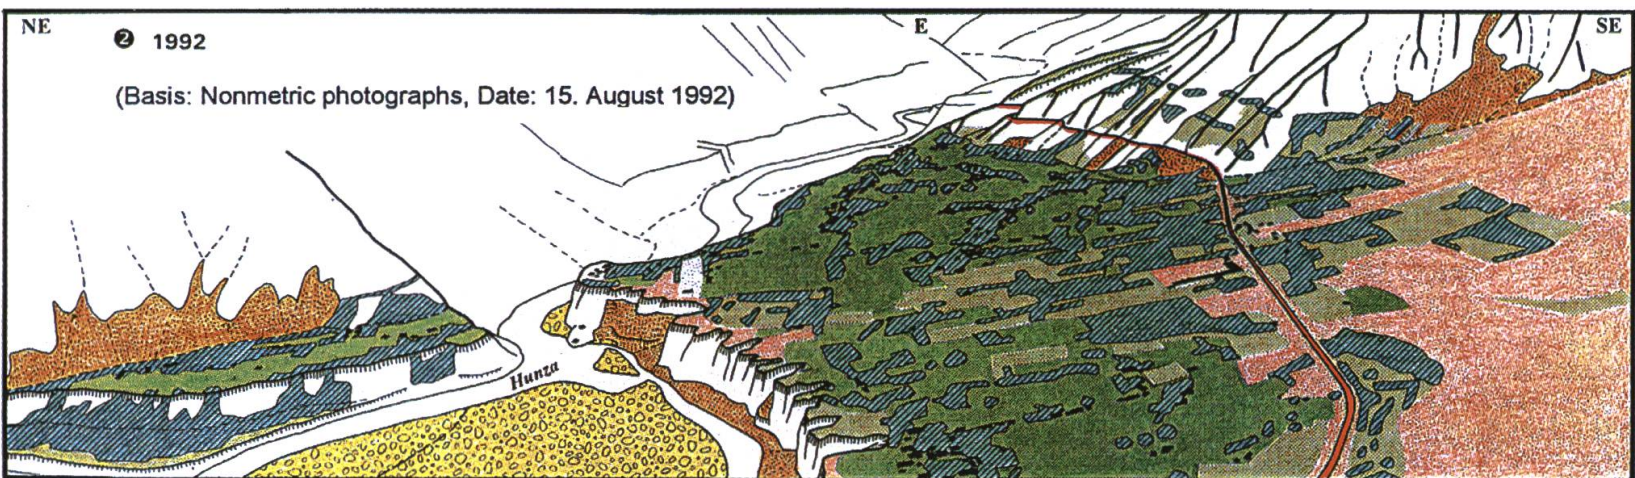 NE
E
SE
❷ 1992
(Basis: Nonmetric photographs, Date: 15. August 1992)
Hunza